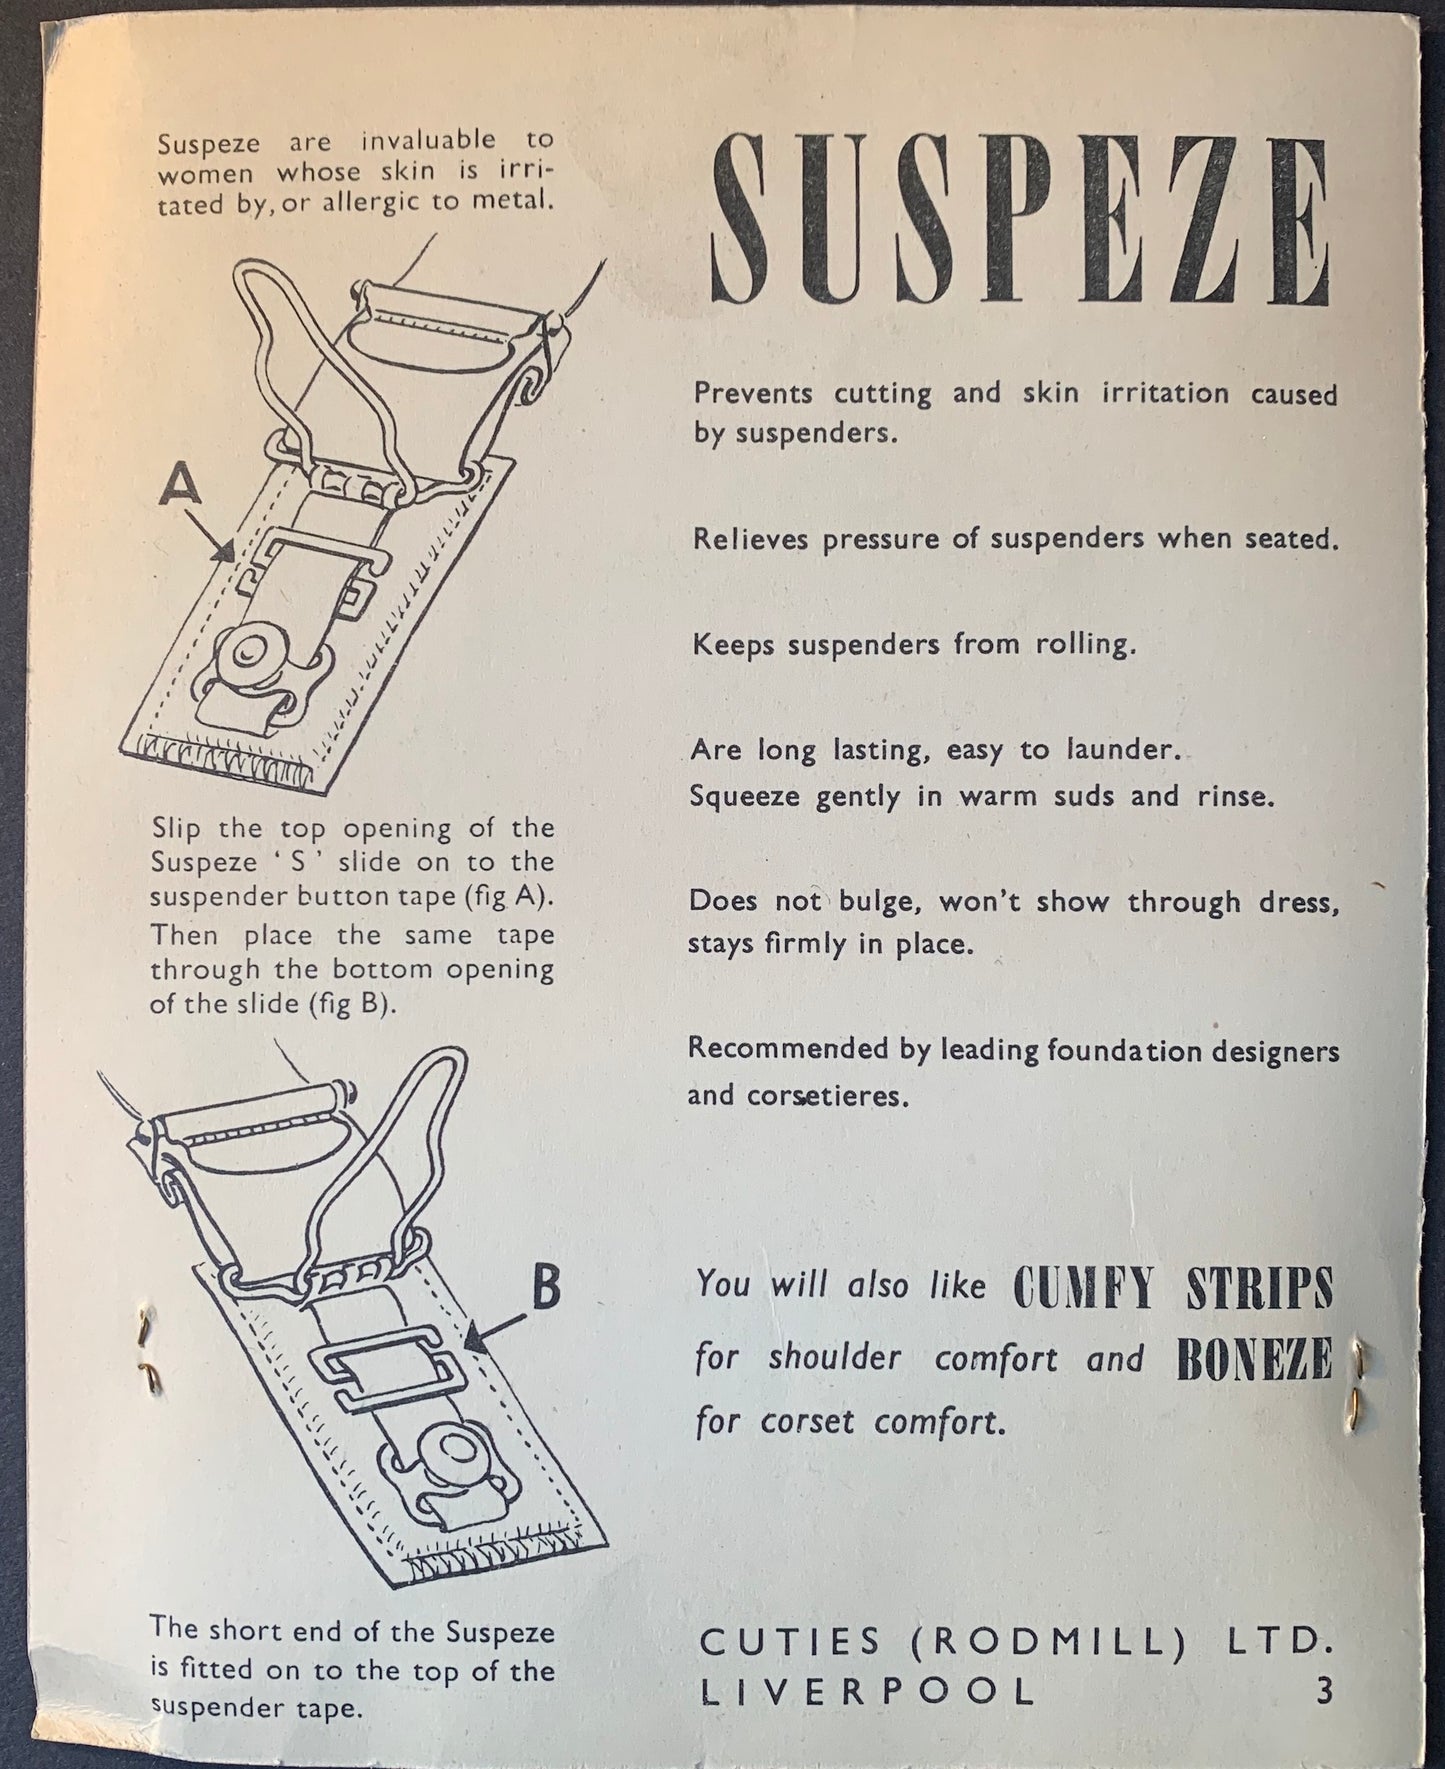 Suspeze are invaluable to
women whose skin is irri-
tated by, or allergic to metal.
A
Slip the top opening of the
Suspeze ‘ S ’ slide on to the
suspender button tape (fig A).
Then place the same tape
through the bottom opening
of the slide (fig B).
B
The short end of the Suspeze
is fitted on to the top of the
suspender tape.
SUSPEZE
Prevents cutting and skin irritation caused
by suspenders.
Relieves pressure of suspenders when seated.
Keeps suspenders from rolling.
Are long lasting, easy to launder.
Squeeze gently in warm suds and rinse.
Does not bulge, won't show through dress,
stays firmly in place.
Recommended by leading foundation designers
and corsetieres.
You will also like CUMFY STRIPS
for shoulder comfort and BONEZE
for corset comfort.
CUTIES (RODMILL) LTD.
LIVERPOOL 3